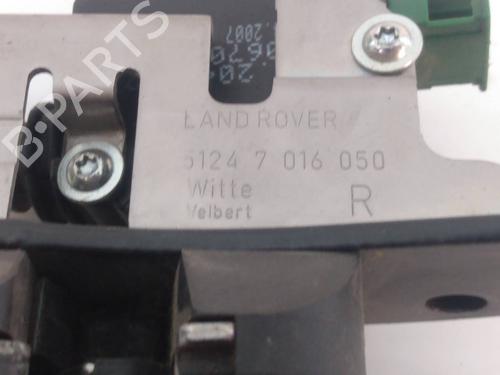 .2007
LAND ROVER
5124 7 016 050
Witte
Velbert R
B-PARTS